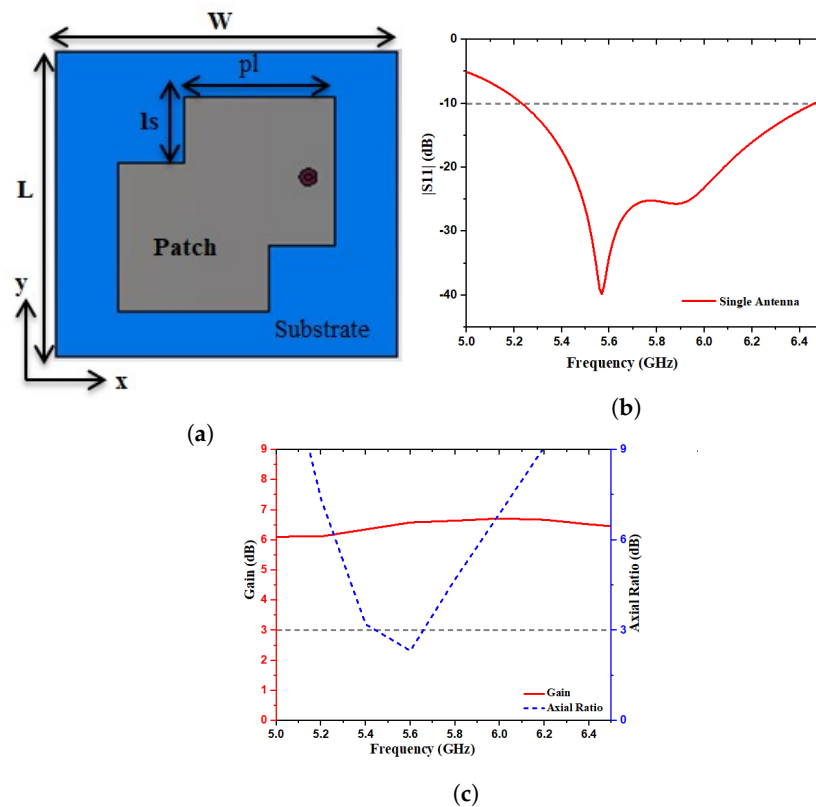 W
pl
ls
L
Patch
y
Substrate
x
(a)
0
-10
-20
-30
-40
|S11| (dB)
Single Antenna
5.0 5.2 5.4 5.6 5.8 6.0 6.2 6.4
Frequency (GHz)
(b)
9
8
7
6
5
4
3
2
1
0
Gain (dB)
9
6
3
0
Axial Ratio (dB)
Gain
Axial Ratio
5.0 5.2 5.4 5.6 5.8 6.0 6.2 6.4
Frequency (GHz)
(c)